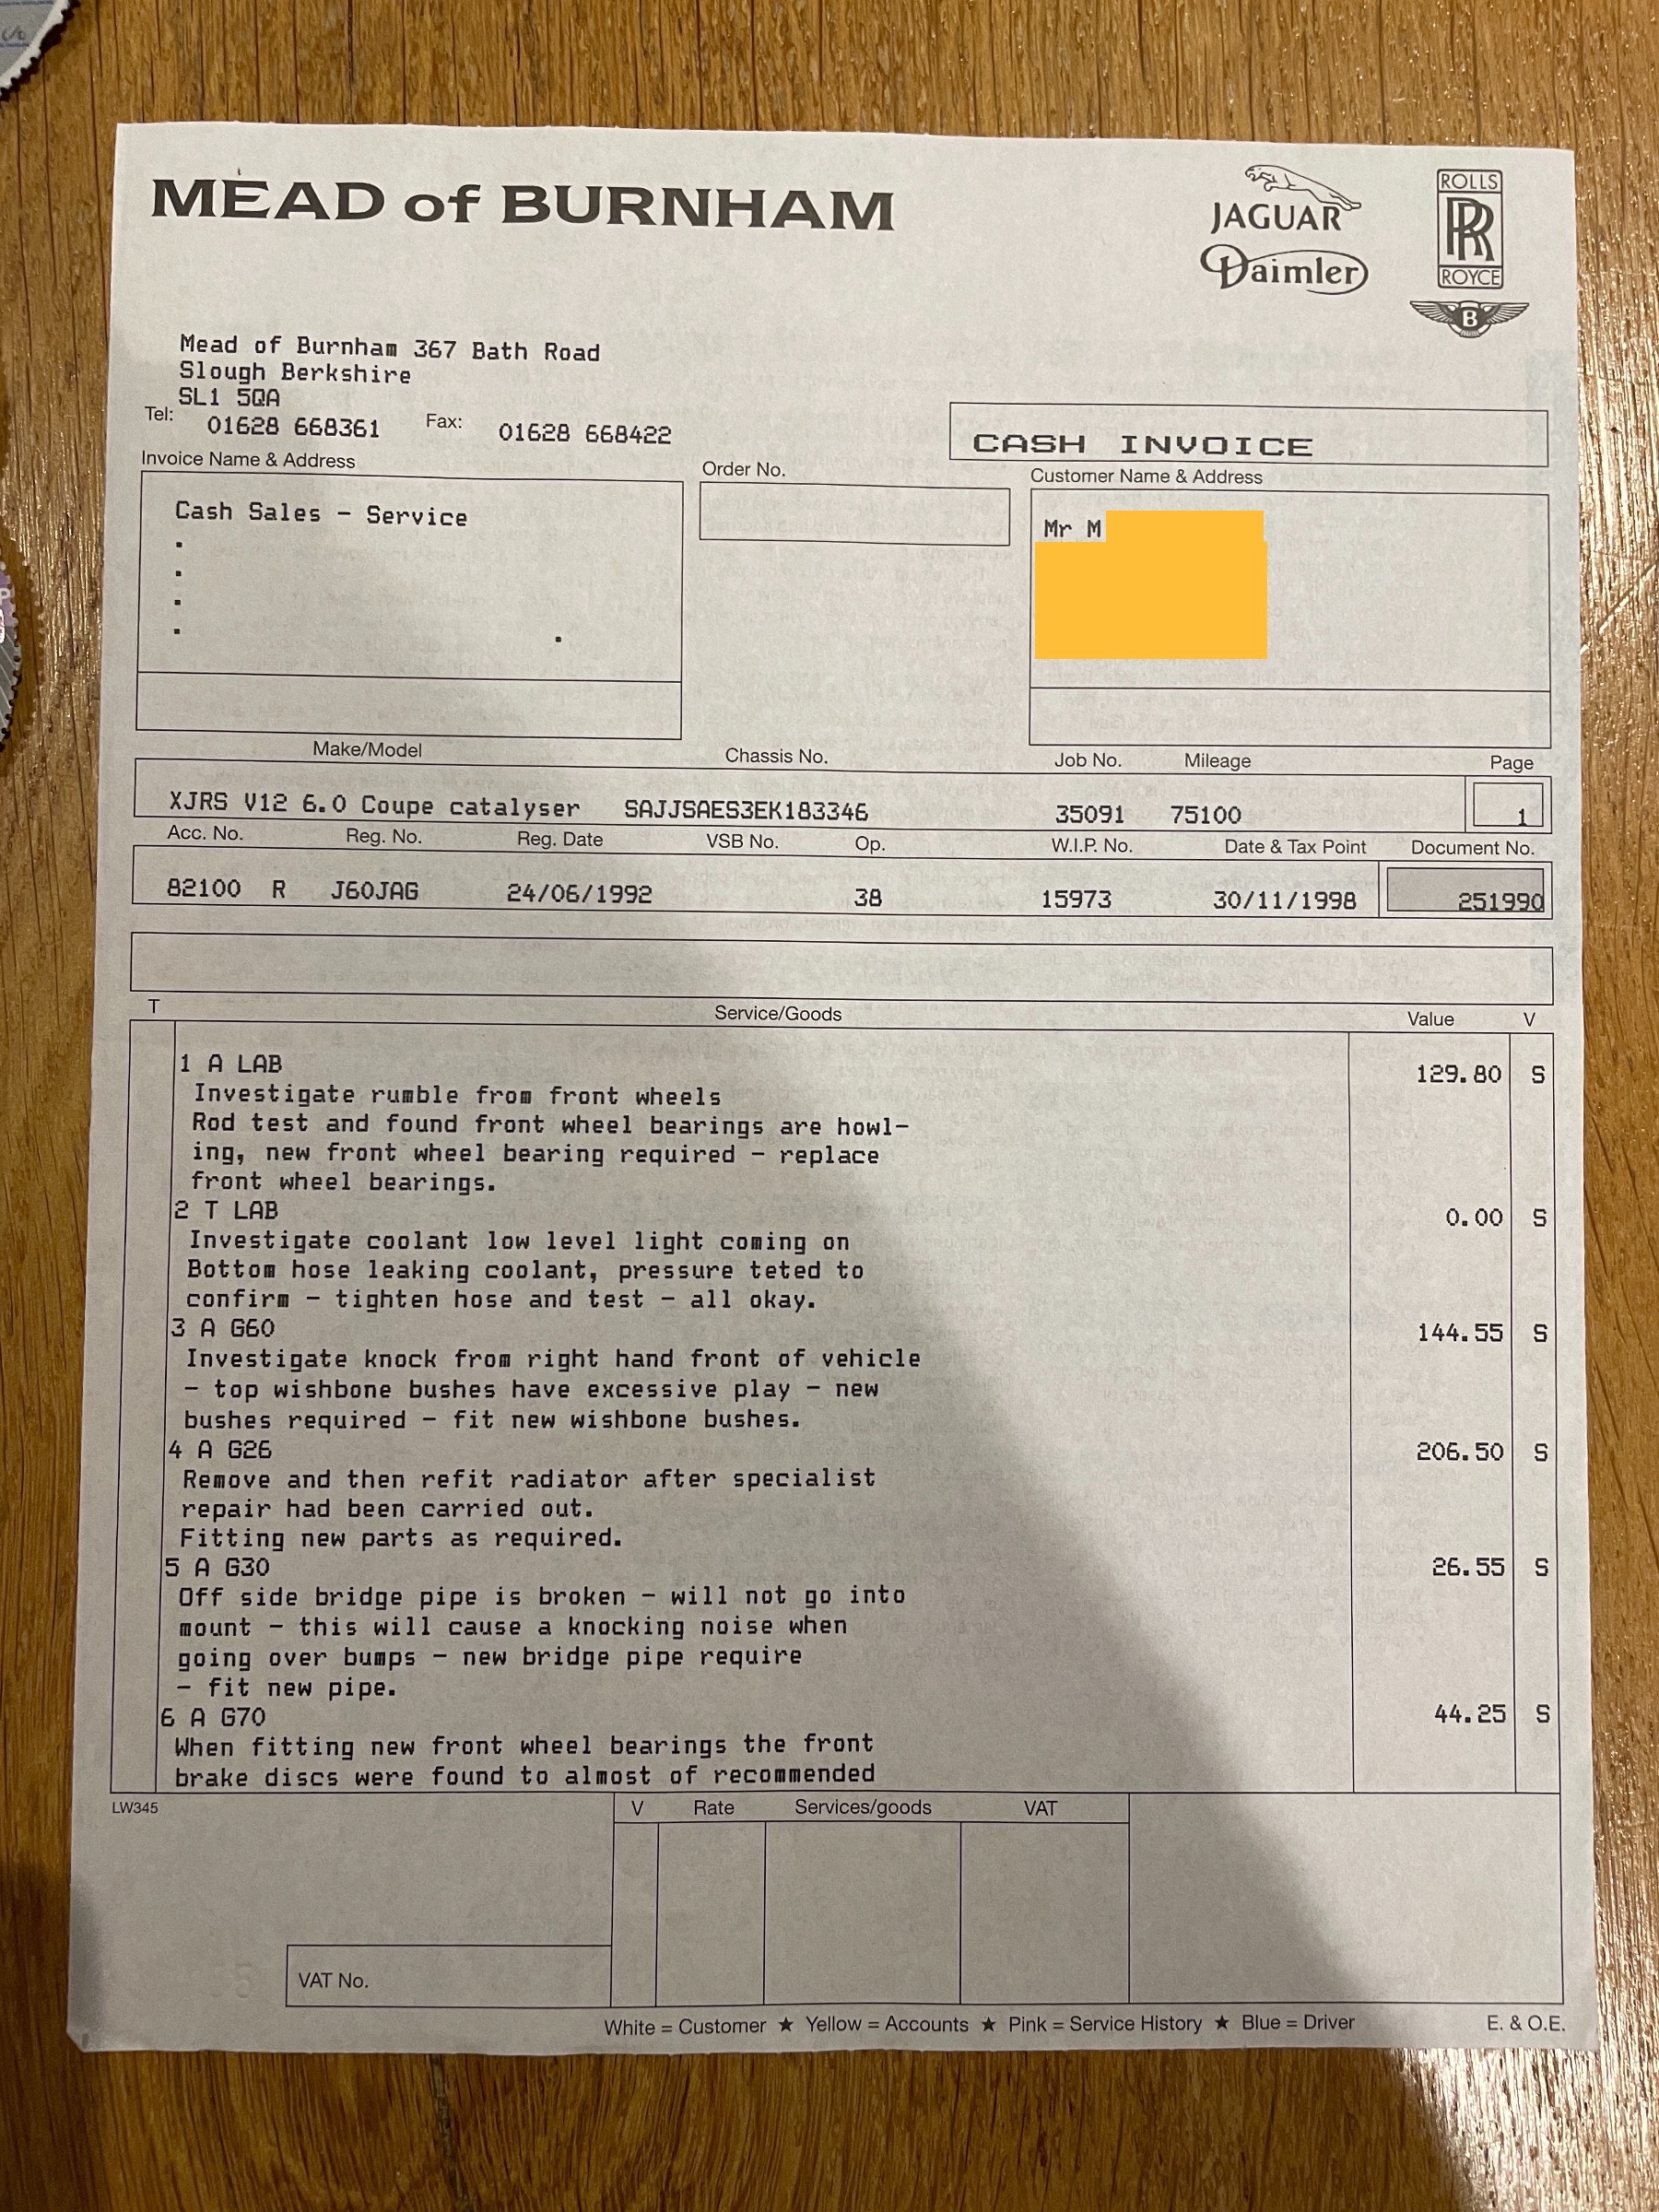 MEAD of BURNHAM
JAGUAR
Daimler
ROLLS
RR
ROYCE
B
Mead of Burnham 367 Bath Road
Slough Berkshire
SL1 5QA
Tel: 01628 668361 Fax: 01628 668422
CASH INVOICE
Invoice Name & Address
Order No.
Customer Name & Address
Cash Sales - Service
.
.
.
.
.
Mr M
Make/Model Chassis No. Job No. Mileage Page
XJRS V12 6.0 Coupe catalyser SAJJSAES3EK183346 35091 75100 1
Acc. No. Reg. No. Reg. Date VSB No. Op. W.I.P. No. Date & Tax Point Document No.
82100 R J60JAG 24/06/1992 38 15973 30/11/1998 251990
T Service/Goods Value V
1 A LAB 129.80 S
Investigate rumble from front wheels
Rod test and found front wheel bearings are howl-
ing, new front wheel bearing required - replace
front wheel bearings.
2 T LAB 0.00 S
Investigate coolant low level light coming on
Bottom hose leaking coolant, pressure teted to
confirm - tighten hose and test - all okay.
3 A G60 144.55 S
Investigate knock from right hand front of vehicle
- top wishbone bushes have excessive play - new
bushes required - fit new wishbone bushes.
4 A G26 206.50 S
Remove and then refit radiator after specialist
repair had been carried out.
Fitting new parts as required.
5 A G30 26.55 S
Off side bridge pipe is broken - will not go into
mount - this will cause a knocking noise when
going over bumps - new bridge pipe require
- fit new pipe.
6 A G70 44.25 S
When fitting new front wheel bearings the front
brake discs were found to almost of recommended
LW345
V Rate Services/goods VAT
VAT No.
White = Customer ★ Yellow = Accounts ★ Pink = Service History ★ Blue = Driver E. & O.E.